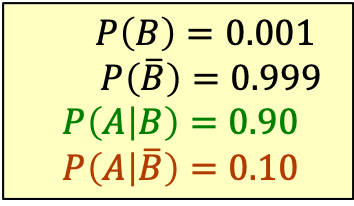 P(B) = 0.001
P(B̄) = 0.999
P(A|B) = 0.90
P(A|B̄) = 0.10